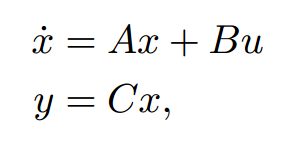 ẋ = Ax + Bu
y = Cx,